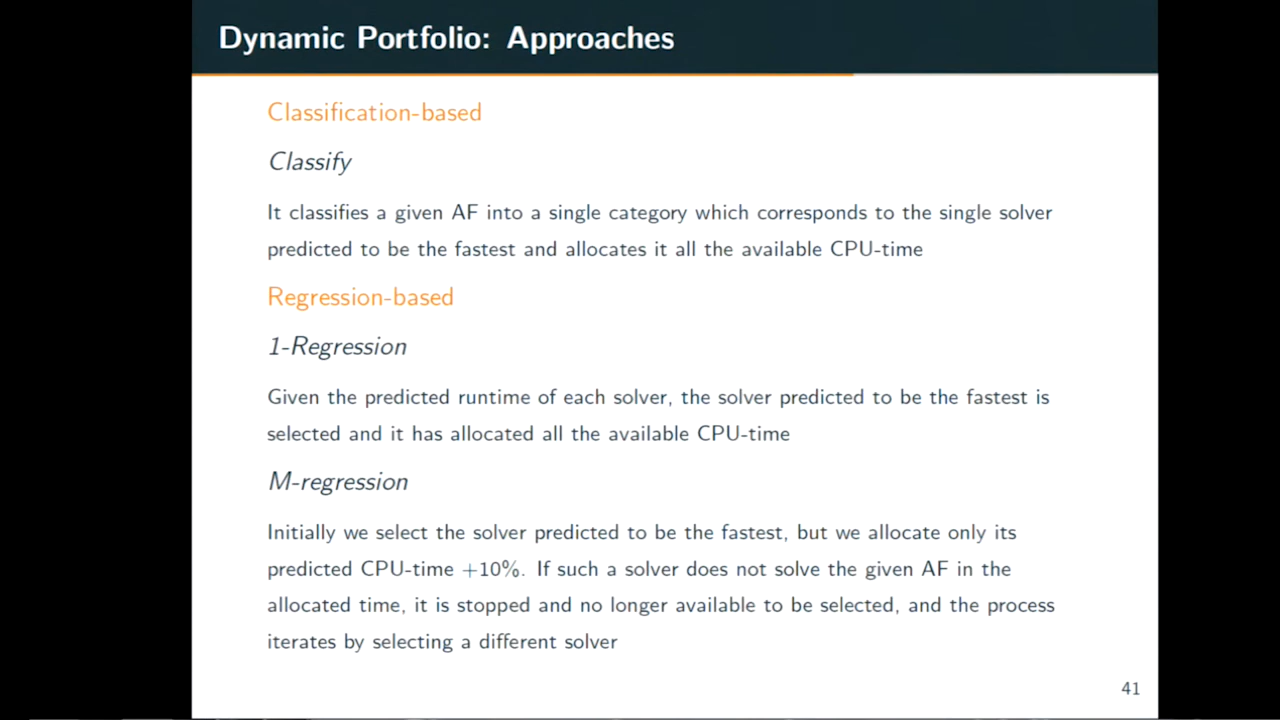 Dynamic Portfolio: Approaches
Classification-based
Classify
It classifies a given AF into a single category which corresponds to the single solver
predicted to be the fastest and allocates it all the available CPU-time
Regression-based
1-Regression
Given the predicted runtime of each solver, the solver predicted to be the fastest is
selected and it has allocated all the available CPU-time
M-regression
Initially we select the solver predicted to be the fastest, but we allocate only its
predicted CPU-time +10%. If such a solver does not solve the given AF in the
allocated time, it is stopped and no longer available to be selected, and the process
iterates by selecting a different solver
41